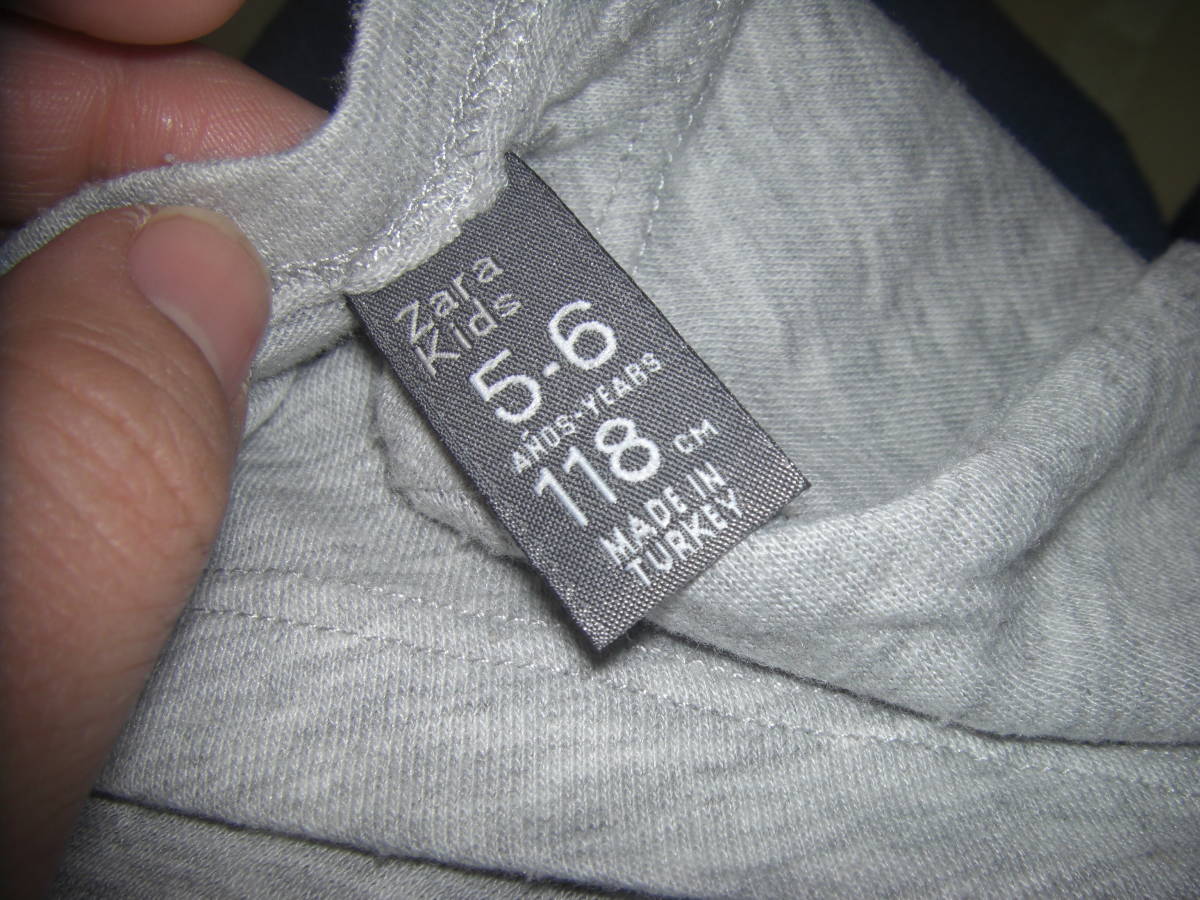 Zara
Kids
5-6
AÑOS-YEARS
118 CM
MADE IN
TURKEY